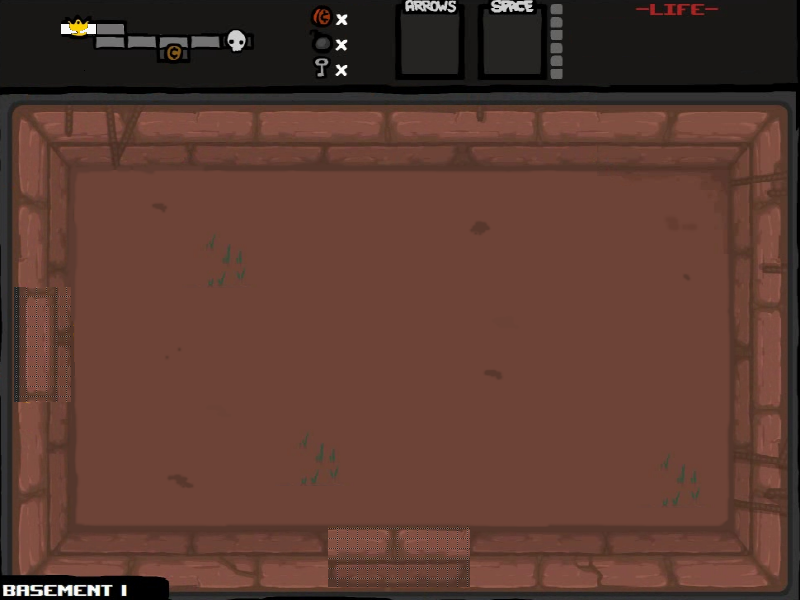 ARROWS
SPACE
-LIFE-
x
x
x
C
BASEMENT I